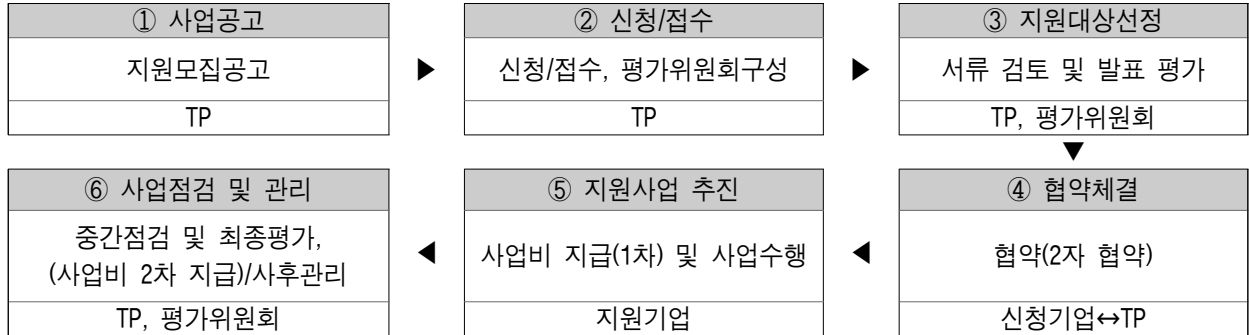 ① 사업공고
지원모집공고
TP
▶
② 신청/접수
신청/접수, 평가위원회구성
TP
▶
③ 지원대상선정
서류 검토 및 발표 평가
TP, 평가위원회
▼
④ 협약체결
협약(2자 협약)
신청기업↔TP
◀
⑤ 지원사업 추진
사업비 지급(1차) 및 사업수행
지원기업
◀
⑥ 사업점검 및 관리
중간점검 및 최종평가,
(사업비 2차 지급)/사후관리
TP, 평가위원회